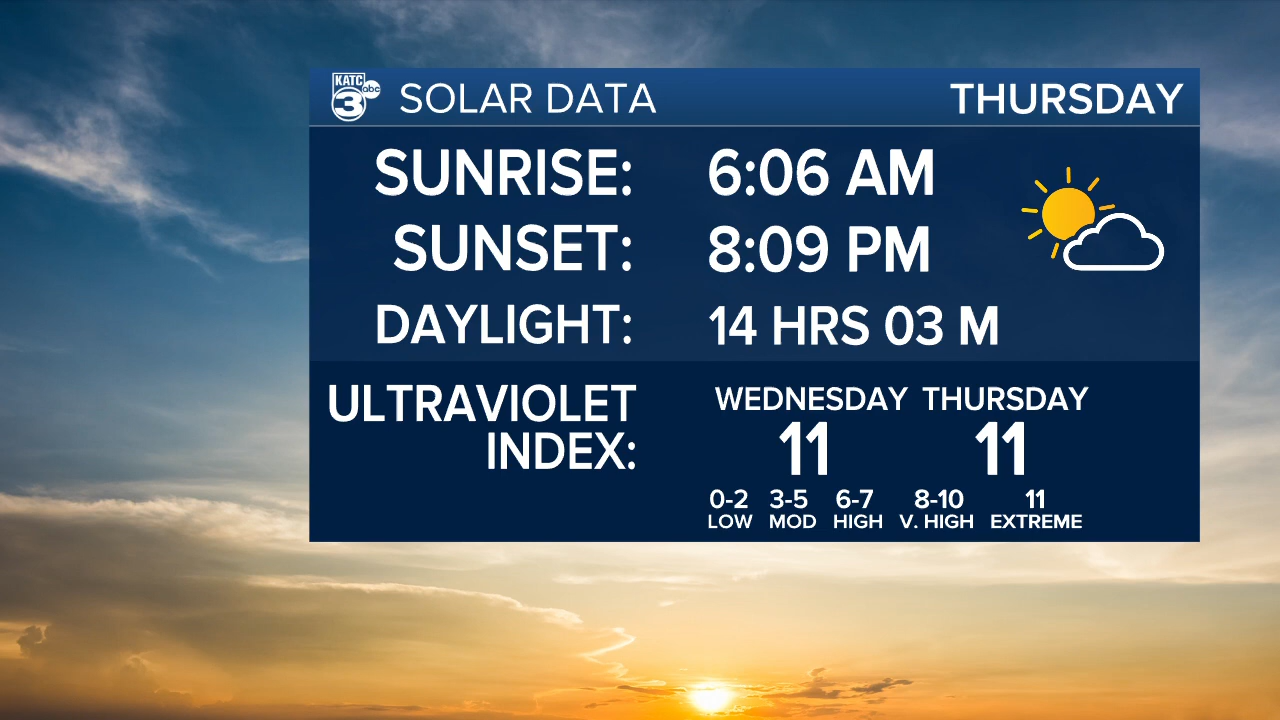 KATC
abc
3
SOLAR DATA
THURSDAY
SUNRISE: 6:06 AM
SUNSET: 8:09 PM
DAYLIGHT: 14 HRS 03 M
ULTRAVIOLET
INDEX:
WEDNESDAY THURSDAY
11 11
0-2 3-5 6-7 8-10 11
LOW MOD HIGH V. HIGH EXTREME